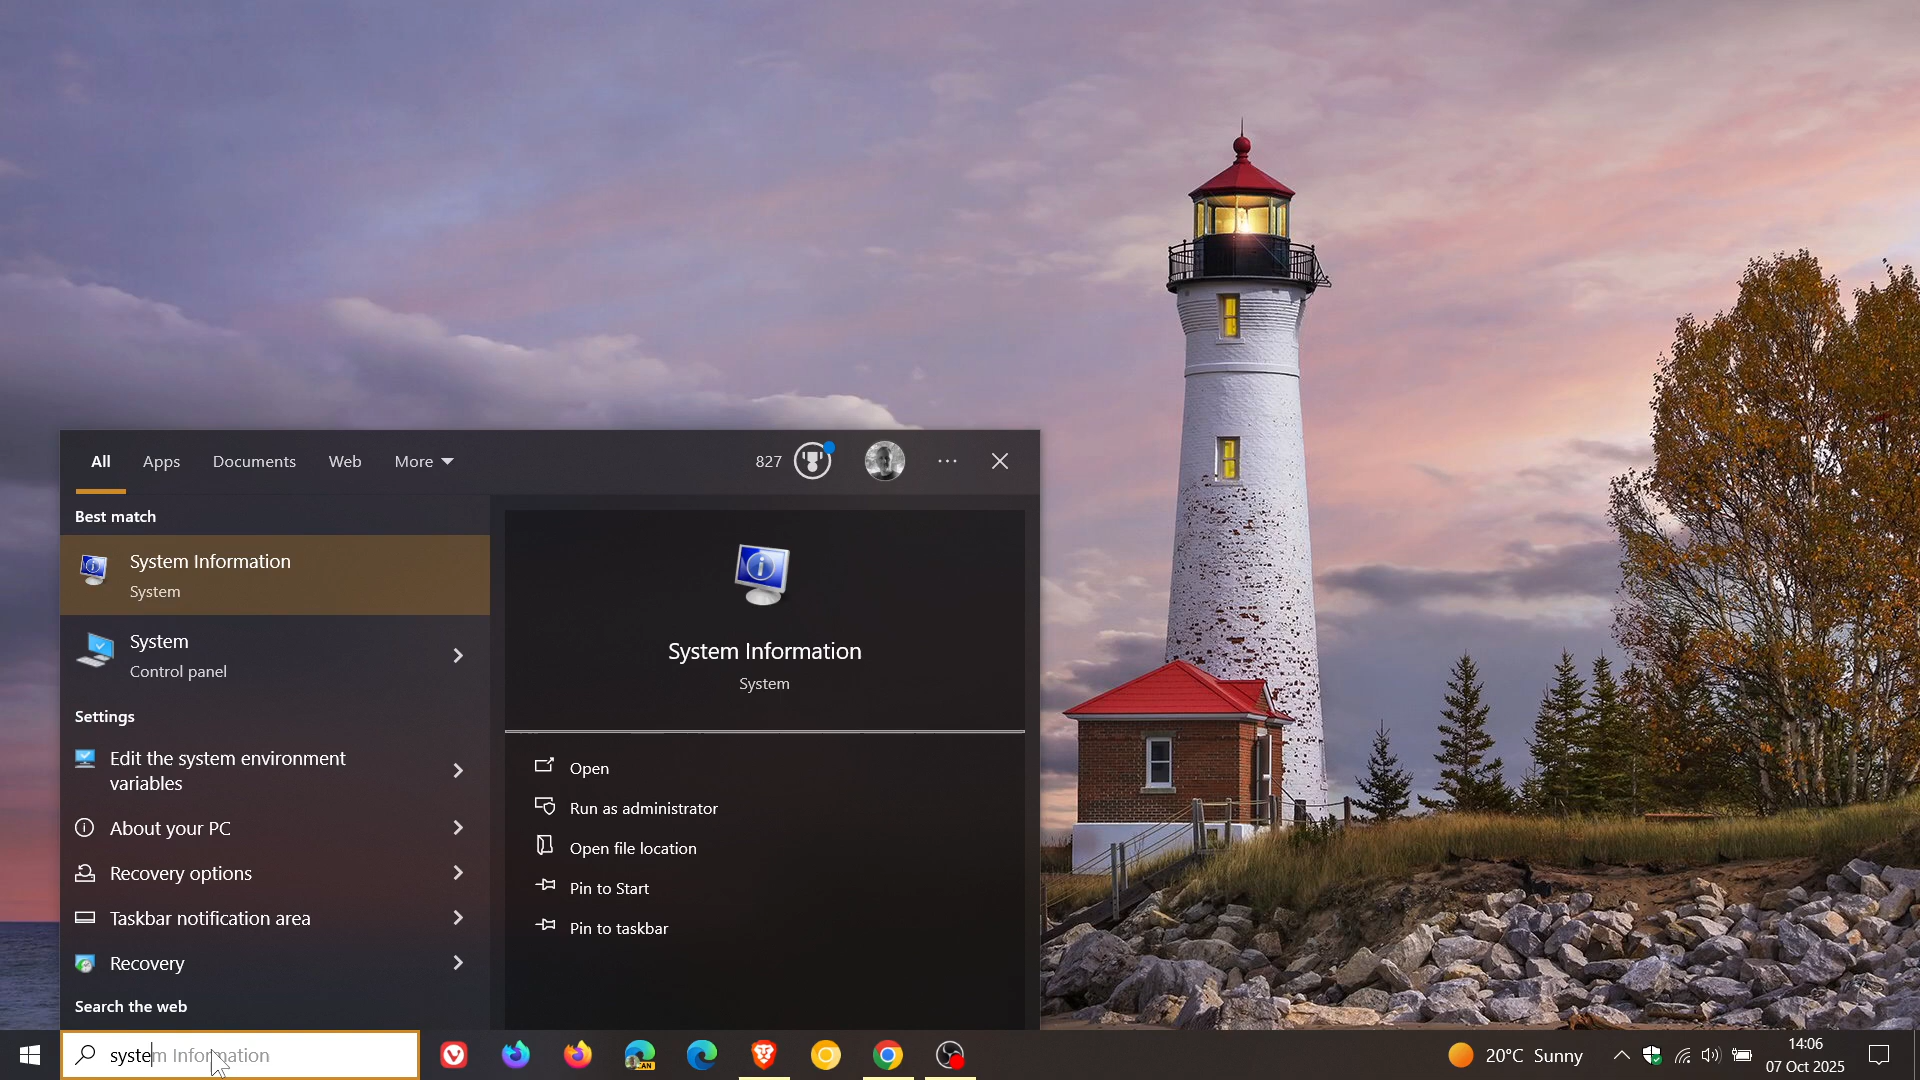 All
Apps
Documents
Web
More
827
Best match
System Information
System
System
Control panel
Settings
Edit the system environment
variables
About your PC
Recovery options
Taskbar notification area
Recovery
Search the web
System Information
System
Open
Run as administrator
Open file location
Pin to Start
Pin to taskbar
system Information
CAN
20°C Sunny
14:06
07 Oct 2025